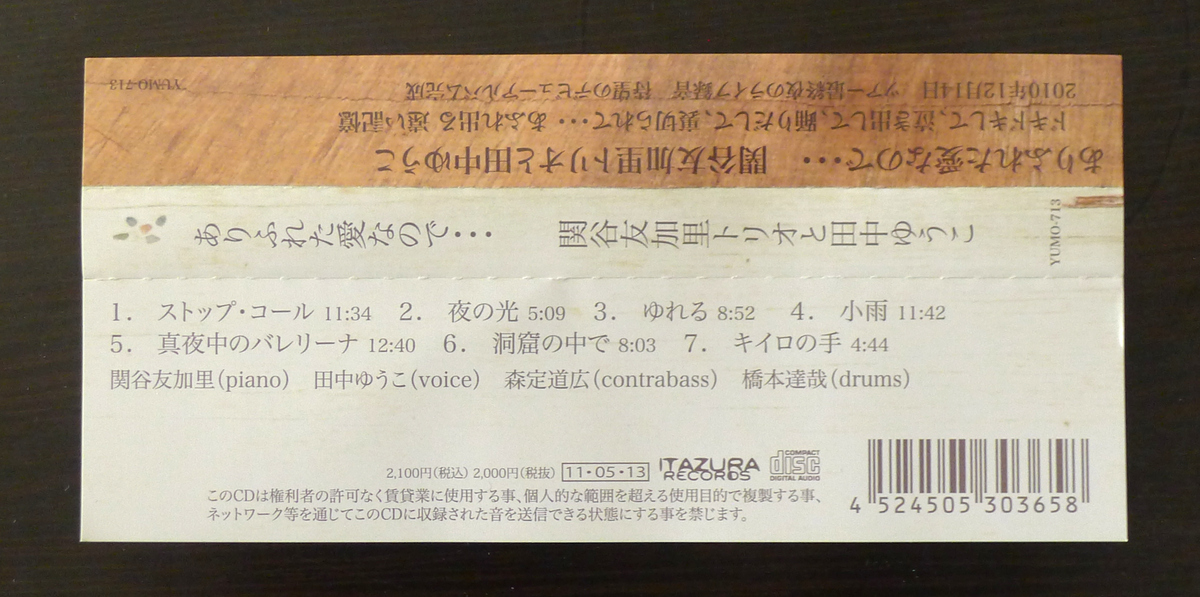 YUMO-713
2010年12月14日　ツアー最終夜のライブ録音　待望のデビューアルバム完成
ドキドキして、泣き出して、踊りだして、裏切られて・・・ あふれ出る 遠い記憶
ありふれた愛なので・・・　関谷友加里トリオと田中ゆうこ
ありふれた愛なので・・・　関谷友加里トリオと田中ゆうこ
YUMO-713
1.　ストップ・コール 11:34　2.　夜の光 5:09　3.　ゆれる 8:52　4.　小雨 11:42
5.　真夜中のバレリーナ 12:40　6.　洞窟の中で 8:03　7.　キイロの手 4:44
関谷友加里(piano)　田中ゆうこ(voice)　森定道広(contrabass)　橋本達哉(drums)
2,100円(税込) 2,000円(税抜) 11・05・13 ITAZURA RECORDS COMPACT disc DIGITAL AUDIO
このCDは権利者の許可なく賃貸業に使用する事、個人的な範囲を超える使用目的で複製する事、
ネットワーク等を通じてこのCDに収録された音を送信できる状態にする事を禁じます。
4 524505 303658